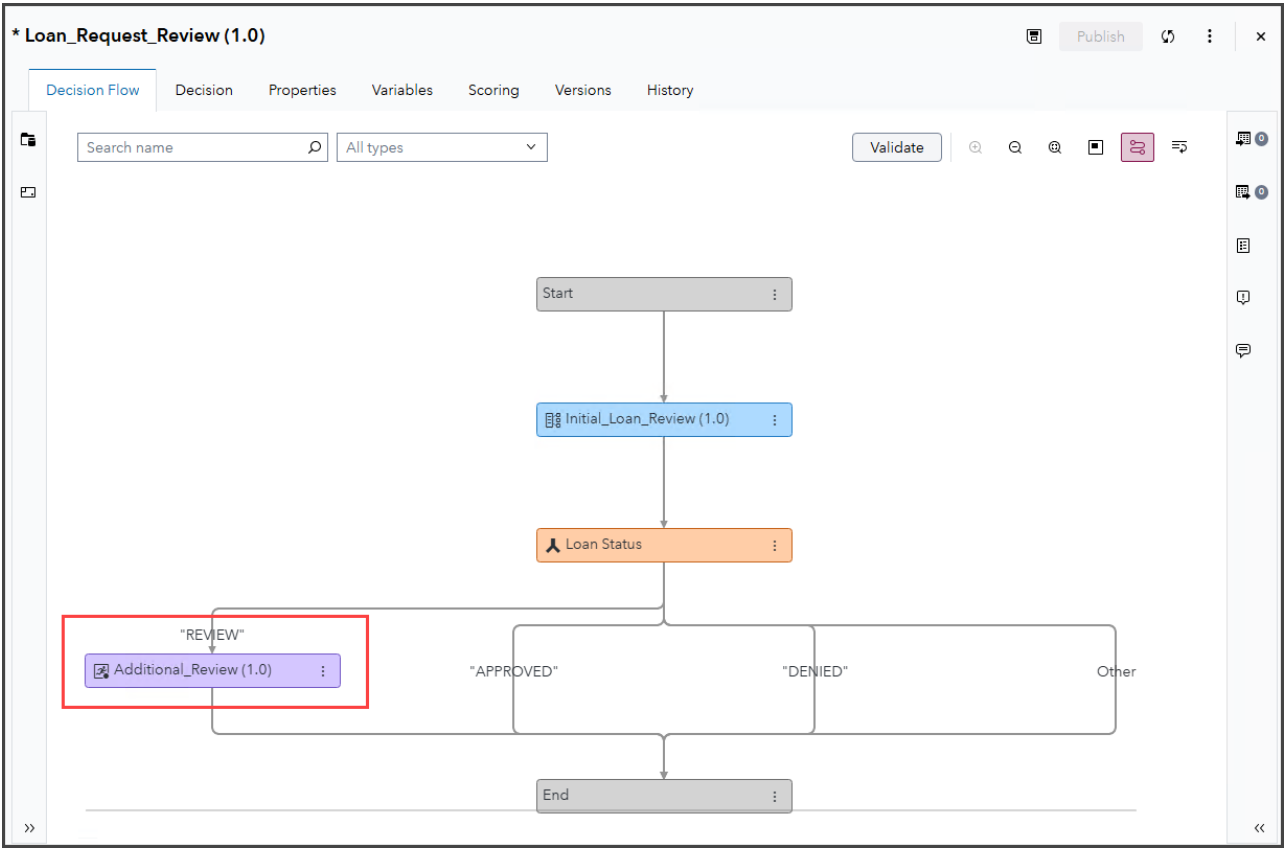 * Loan_Request_Review (1.0)
Publish
Decision Flow Decision Properties Variables Scoring Versions History
Search name All types Validate
0
0
Start
Initial_Loan_Review (1.0)
Loan Status
"REVIEW"
Additional_Review (1.0)
"APPROVED" "DENIED" Other
End